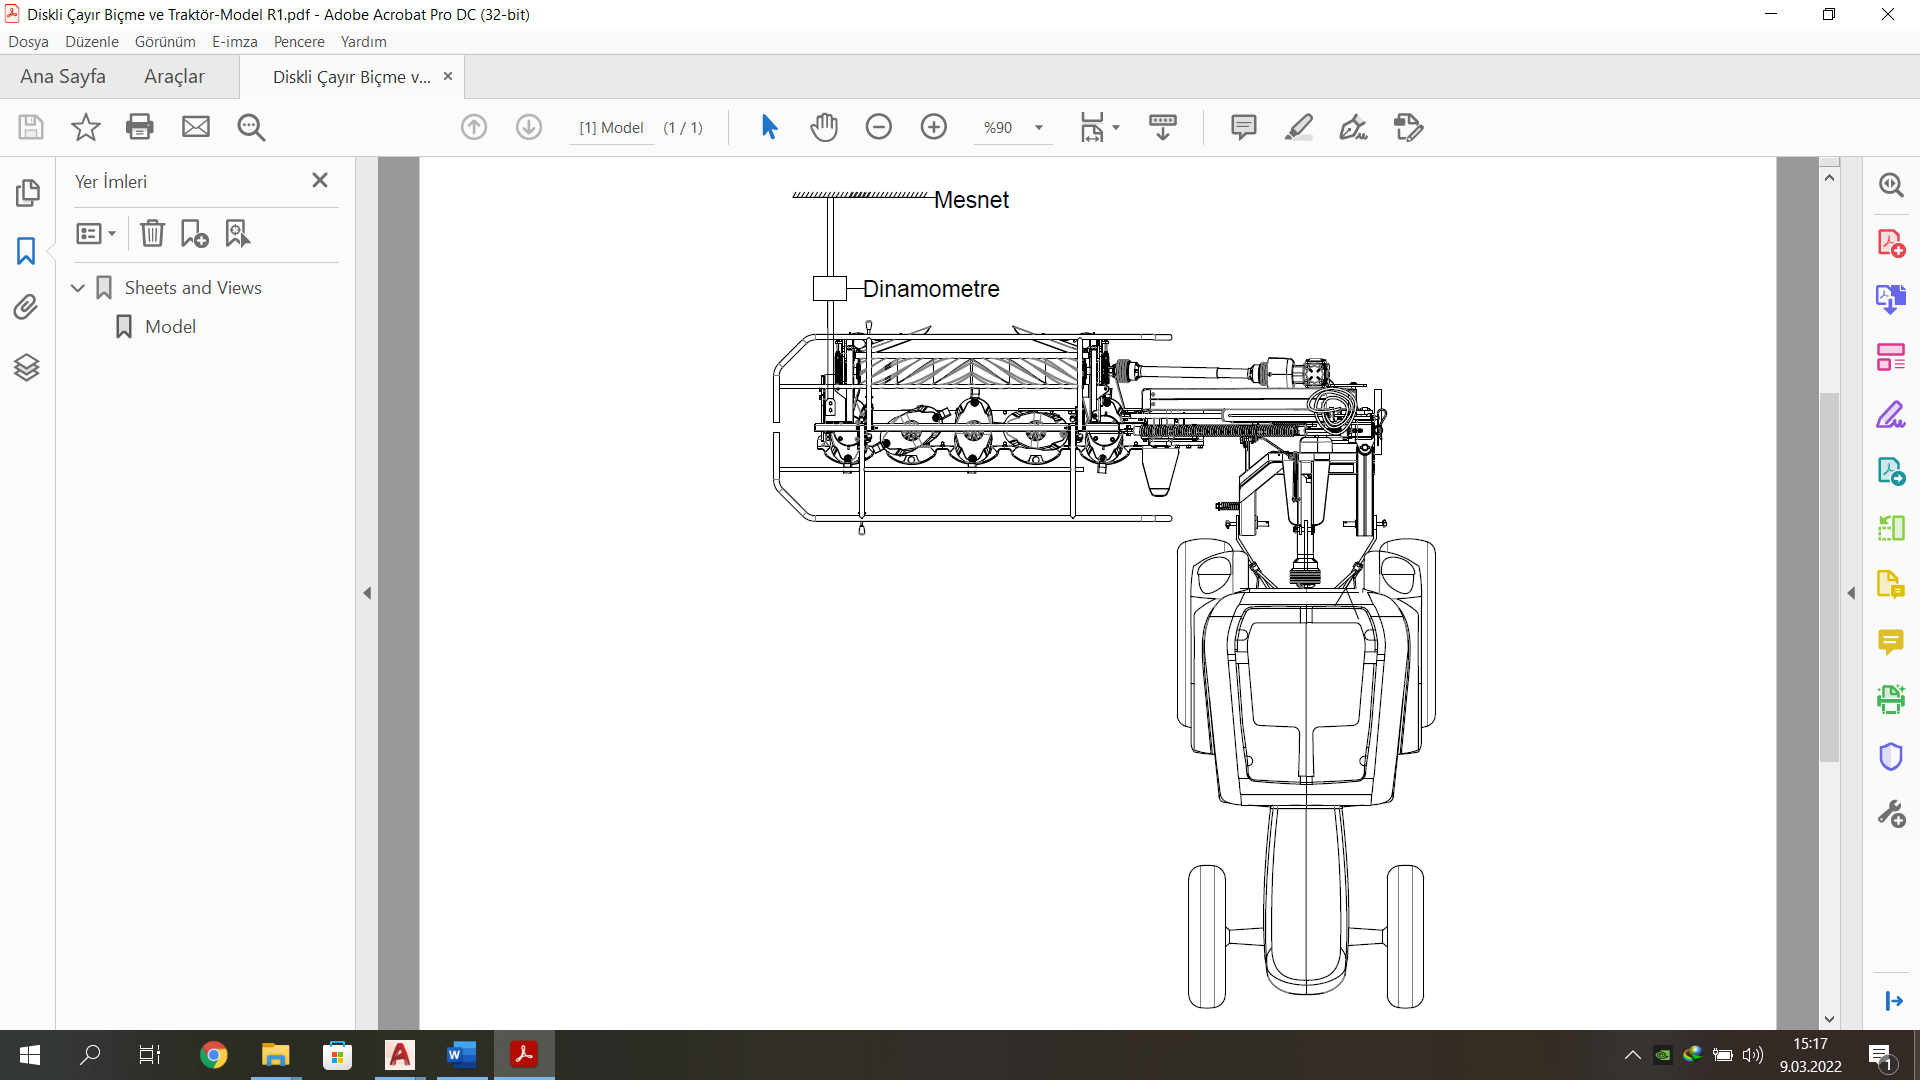 Diskli Çayır Biçme ve Traktör-Model R1.pdf - Adobe Acrobat Pro DC (32-bit)
Dosya Düzenle Görünüm E-imza Pencere Yardım
Ana Sayfa Araçlar Diskli Çayır Biçme v... ×
[1] Model (1 / 1) %90
Yer İmleri
Sheets and Views
Model
Mesnet
Dinamometre
15:17
9.03.2022
1